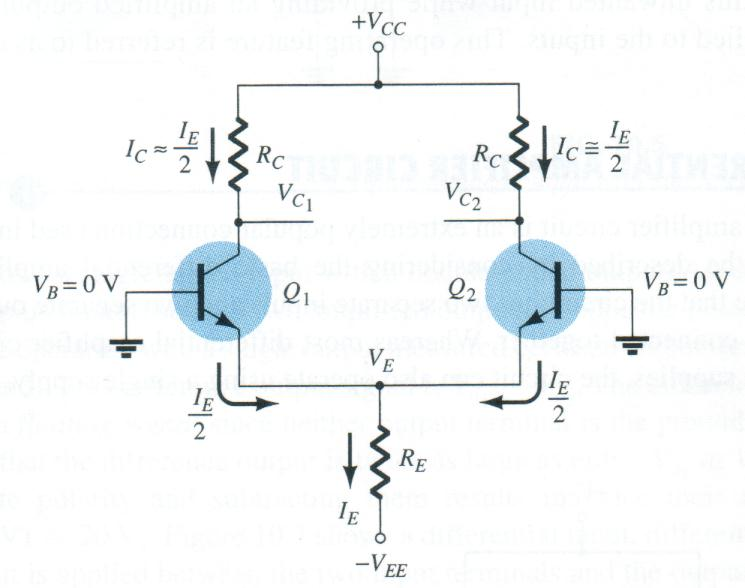 +V_CC
I_C ≈ I_E/2
R_C
R_C
I_C ≅ I_E/2
V_C1
V_C2
V_B = 0 V
Q_1
Q_2
V_B = 0 V
V_E
I_E/2
I_E/2
R_E
I_E
−V_EE